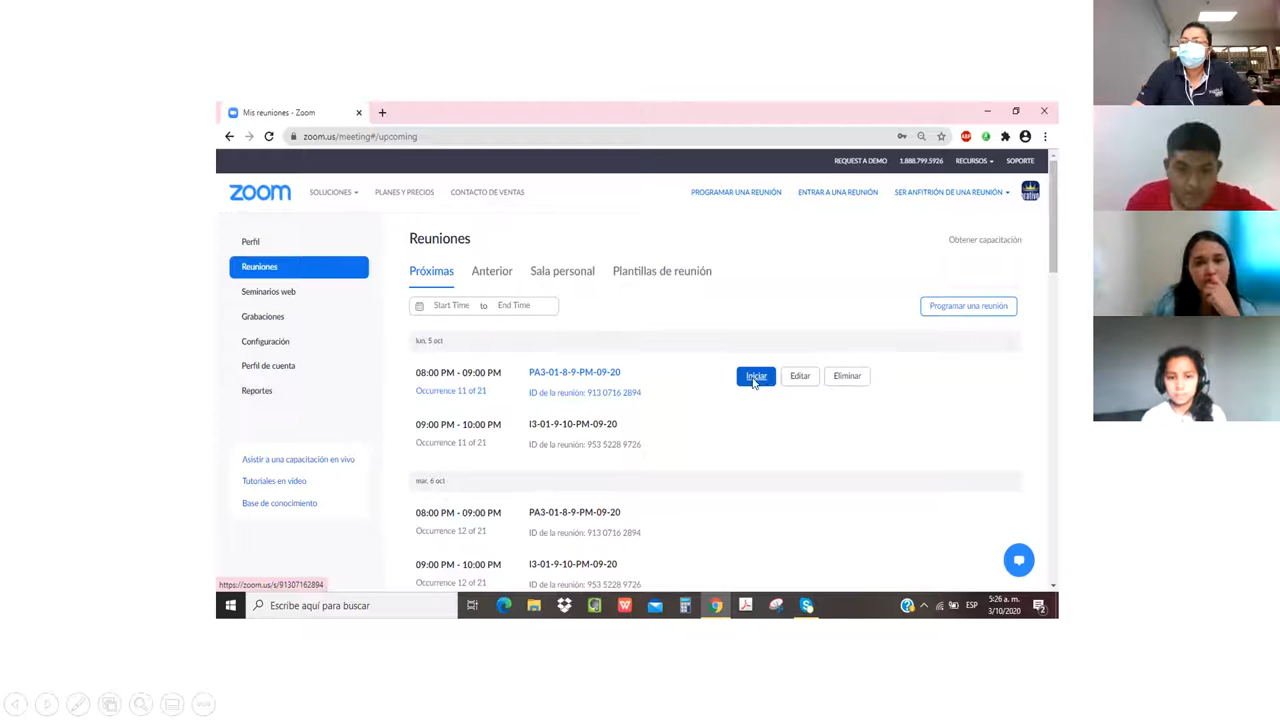 Mis reuniones - Zoom
zoom.us/meeting#/upcoming
REQUEST A DEMO 1.888.799.5926 RECURSOS SOPORTE
zoom SOLUCIONES PLANES Y PRECIOS CONTACTO DE VENTAS PROGRAMAR UNA REUNIÓN ENTRAR A UNA REUNIÓN SER ANFITRIÓN DE UNA REUNIÓN
Perfil
Reuniones
Seminarios web
Grabaciones
Configuración
Perfil de cuenta
Reportes
Asistir a una capacitación en vivo
Tutoriales en vídeo
Base de conocimiento
Reuniones
Obtener capacitación
Próximas Anterior Sala personal Plantillas de reunión
Start Time to End Time
Programar una reunión
lun, 5 oct
08:00 PM - 09:00 PM PA3-01-8-9-PM-09-20 Iniciar Editar Eliminar
Occurrence 11 of 21 ID de la reunión: 913 0716 2894
09:00 PM - 10:00 PM I3-01-9-10-PM-09-20
Occurrence 11 of 21 ID de la reunión: 953 5228 9726
mar, 6 oct
08:00 PM - 09:00 PM PA3-01-8-9-PM-09-20
Occurrence 12 of 21 ID de la reunión: 913 0716 2894
09:00 PM - 10:00 PM I3-01-9-10-PM-09-20
Occurrence 12 of 21 ID de la reunión: 953 5228 9726
https://zoom.us/s/91307162894
Escribe aquí para buscar
ESP
5:26 a. m.
3/10/2020
2